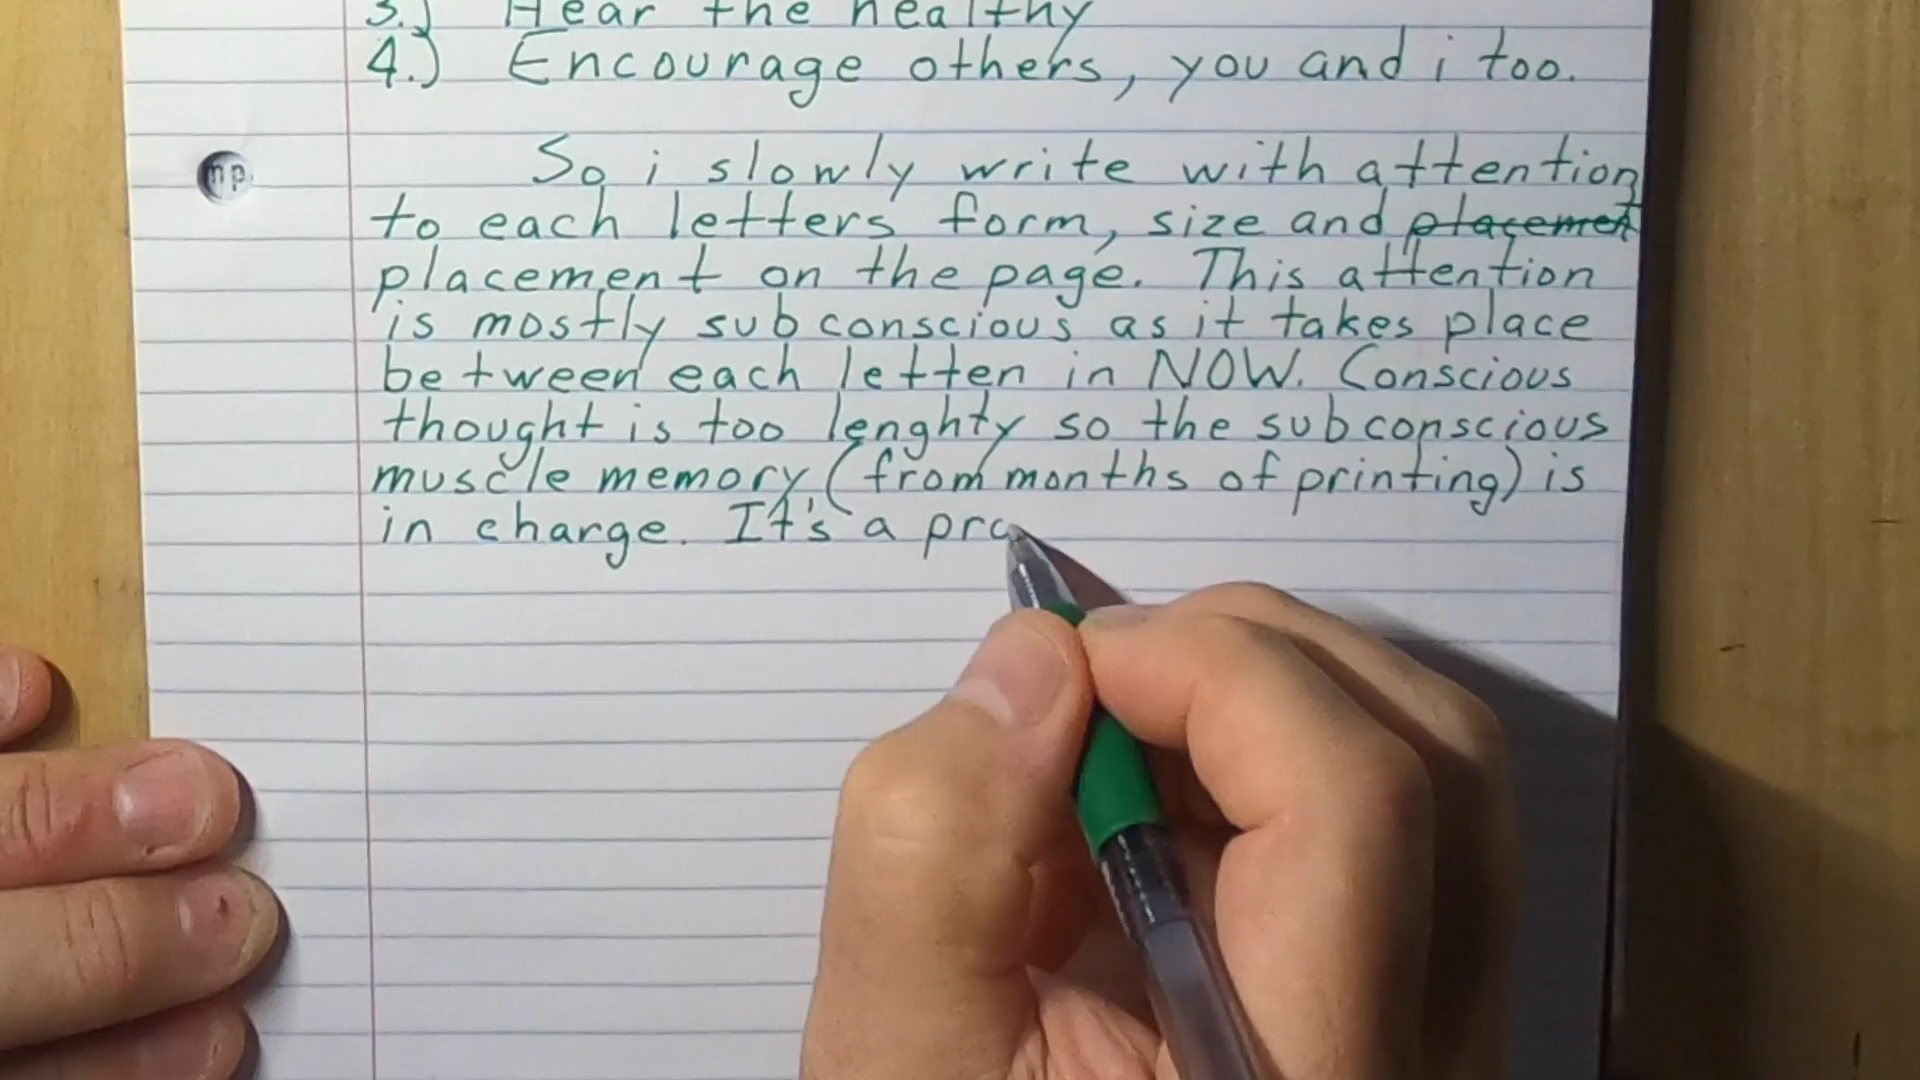 3.) Hear the healthy
4.) Encourage others, you and i too.
mp
So i slowly write with attention
to each letters form, size and placement
placement on the page. This attention
is mostly subconscious as it takes place
between each letter in NOW. Conscious
thought is too lenghty so the subconscious
muscle memory (from months of printing) is
in charge. It's a pra